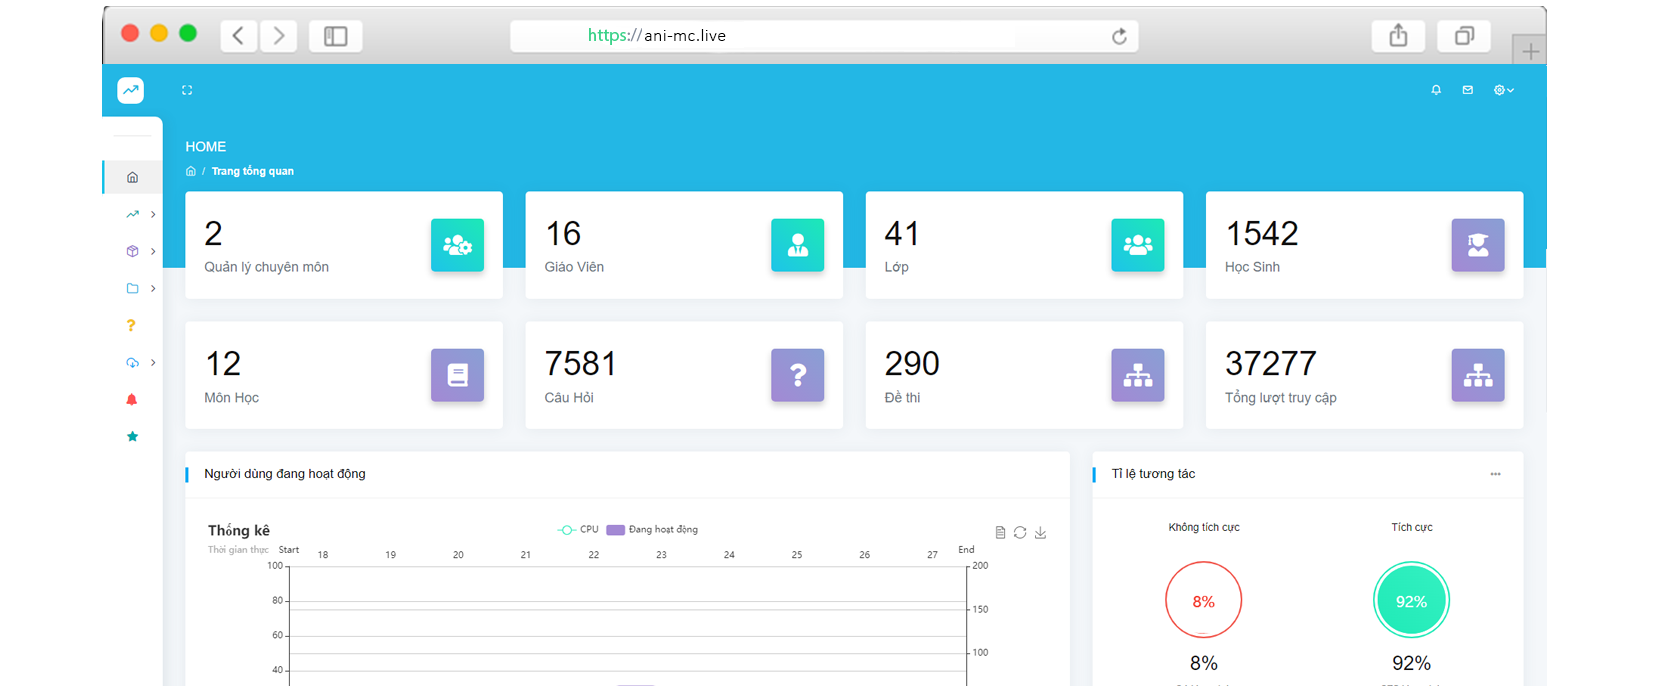 https://ani-mc.live
HOME
/ Trang tổng quan
2
Quản lý chuyên môn
16
Giáo Viên
41
Lớp
1542
Học Sinh
12
Môn Học
7581
Câu Hỏi
290
Đề thi
37277
Tổng lượt truy cập
Người dùng đang hoạt động
Thống kê
Thời gian thực
CPU
Đang hoạt động
Start 18 19 20 21 22 23 24 25 26 27 End
100
80
60
40
200
150
100
Tỉ lệ tương tác
Không tích cực
Tích cực
8%
92%
8%
92%